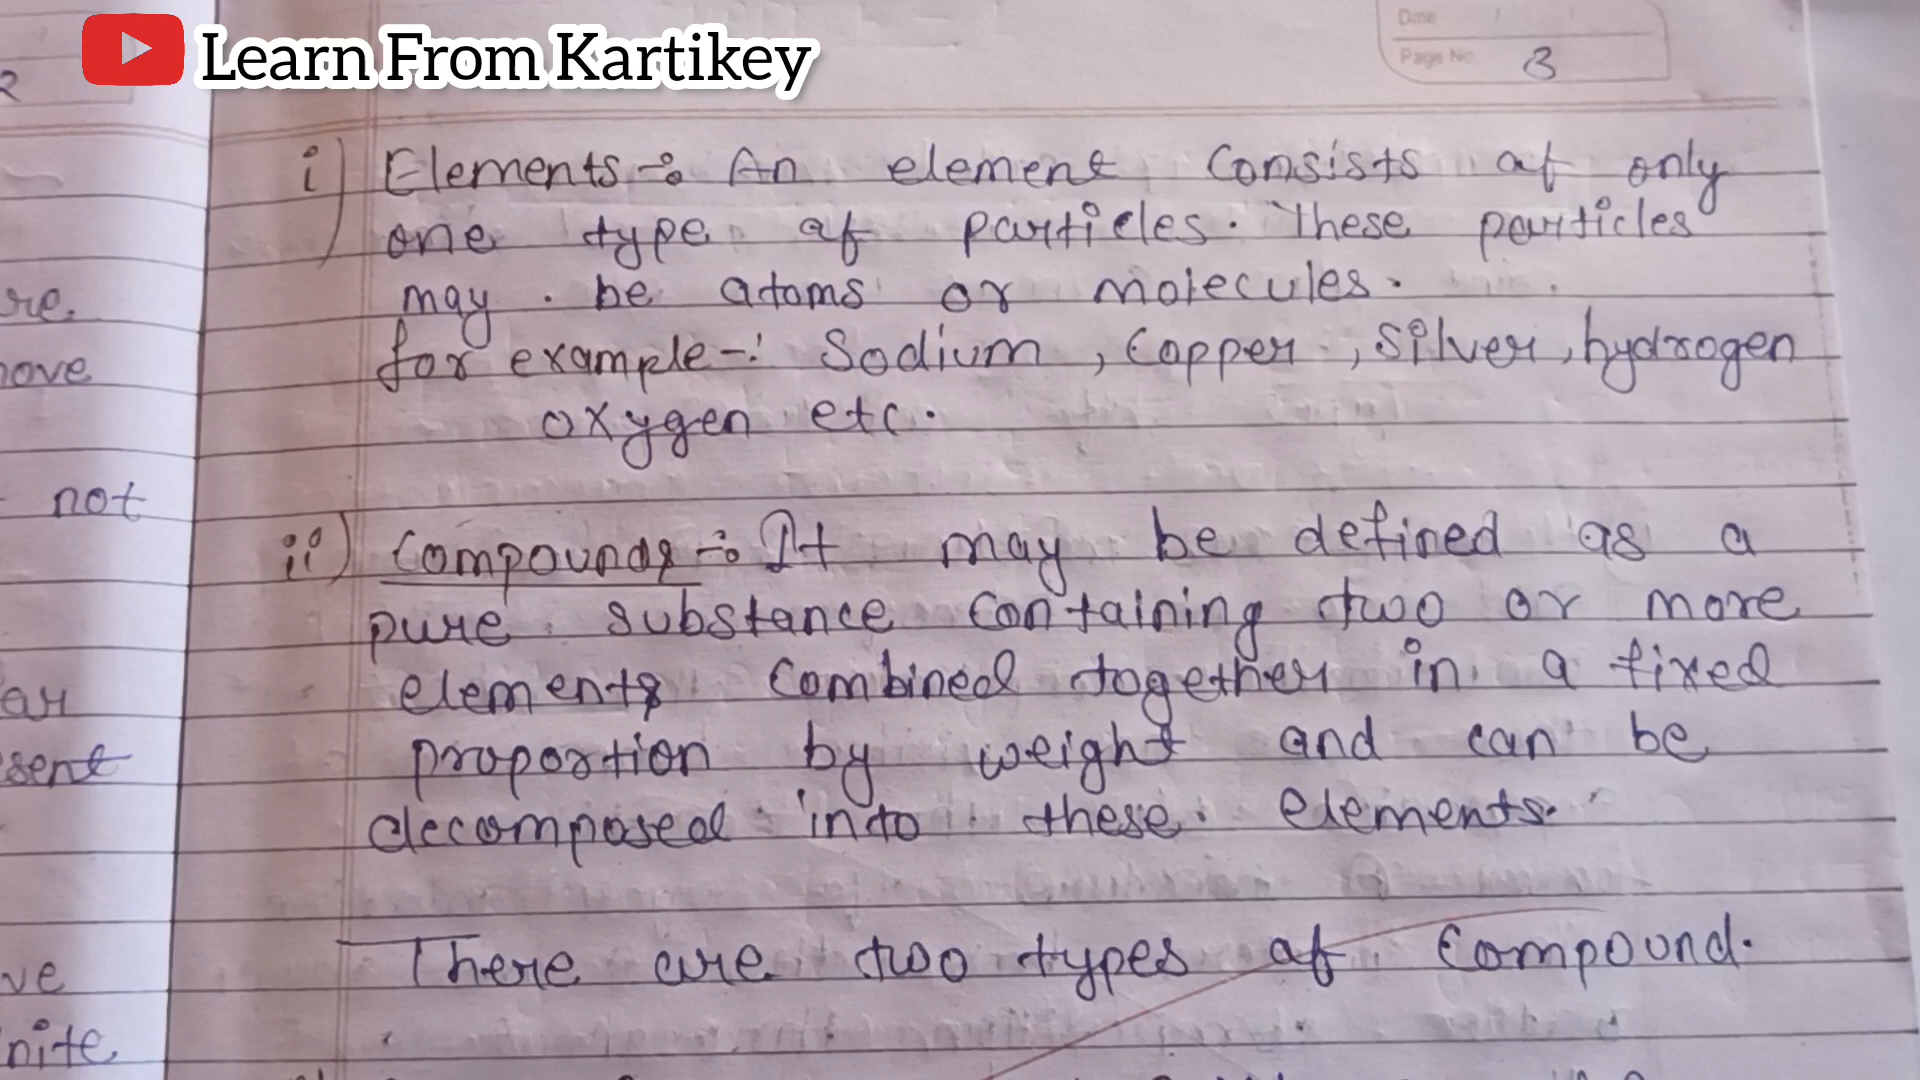 Learn From Kartikey
Date
Page No. 3
2
i) Elements :- An element consists of only
one type of particles. These particles
may be atoms or molecules.
for example -: Sodium, Copper, Silver, hydrogen
oxygen etc.
ii) Compounds :- It may be defined as a
pure substance containing two or more
elements combined together in a fixed
proportion by weight and can be
decomposed into these elements.
There are two types of Compound.
re.
ove
not
ar
sent
ve
nite